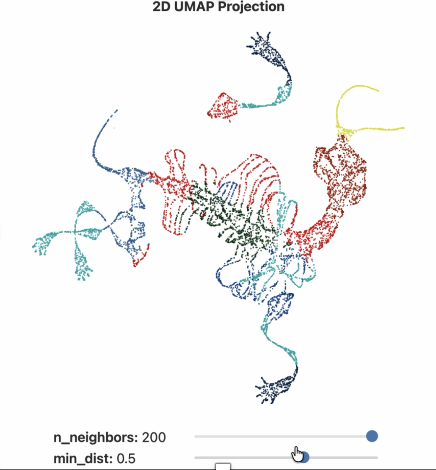 2D UMAP Projection
n_neighbors: 200
min_dist: 0.5